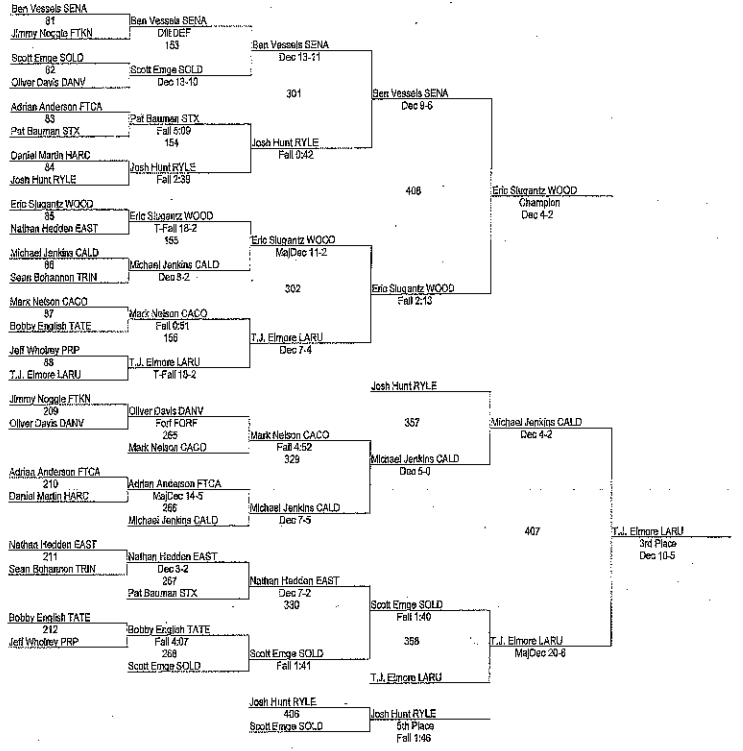 Ben Vessels SENA
81
Jimmy Noggle FTKN
Ben Vessels SENA
Dflt DEF
153
Scott Emge SOLD
82
Oliver Davis DANV
Scott Emge SOLD
Dec 13-10
Ben Vessels SENA
Dec 13-11
301
Adrian Anderson FTCA
83
Pat Bauman STX
Pat Bauman STX
Fall 5:09
154
Daniel Martin HARC
84
Josh Hunt RYLE
Josh Hunt RYLE
Fall 2:39
Josh Hunt RYLE
Fall 0:42
Ben Vessels SENA
Dec 9-6
406
Eric Slugantz WOOD
85
Nathan Hedden EAST
Eric Slugantz WOOD
T-Fall 18-2
155
Michael Jenkins CALD
86
Sean Bohannon TRIN
Michael Jenkins CALD
Dec 8-2
Eric Slugantz WOOD
MajDec 11-2
302
Mark Nelson CACO
87
Bobby English TATE
Mark Nelson CACO
Fall 0:51
156
Jeff Wholrey PRP
88
T.J. Elmore LARU
T.J. Elmore LARU
T-Fall 18-2
T.J. Elmore LARU
Dec 7-4
Eric Slugantz WOOD
Fall 2:13
Eric Slugantz WOOD
Champion
Dec 4-2
Jimmy Noggle FTKN
209
Oliver Davis DANV
Oliver Davis DANV
Forf FORF
265
Mark Nelson CACO
Mark Nelson CACO
Fall 4:52
329
Adrian Anderson FTCA
210
Daniel Martin HARC
Adrian Anderson FTCA
MajDec 14-5
266
Michael Jenkins CALD
Michael Jenkins CALD
Dec 7-5
Josh Hunt RYLE
357
Michael Jenkins CALD
Dec 5-0
Michael Jenkins CALD
Dec 4-2
407
Nathan Hedden EAST
211
Sean Bohannon TRIN
Nathan Hedden EAST
Dec 3-2
267
Pat Bauman STX
Nathan Hedden EAST
Dec 7-2
330
Bobby English TATE
212
Jeff Wholrey PRP
Bobby English TATE
Fall 4:07
268
Scott Emge SOLD
Scott Emge SOLD
Fall 1:41
Scott Emge SOLD
Fall 1:40
358
T.J. Elmore LARU
T.J. Elmore LARU
MajDec 20-8
T.J. Elmore LARU
3rd Place
Dec 10-5
Josh Hunt RYLE
406
Scott Emge SOLD
Josh Hunt RYLE
5th Place
Fall 1:46